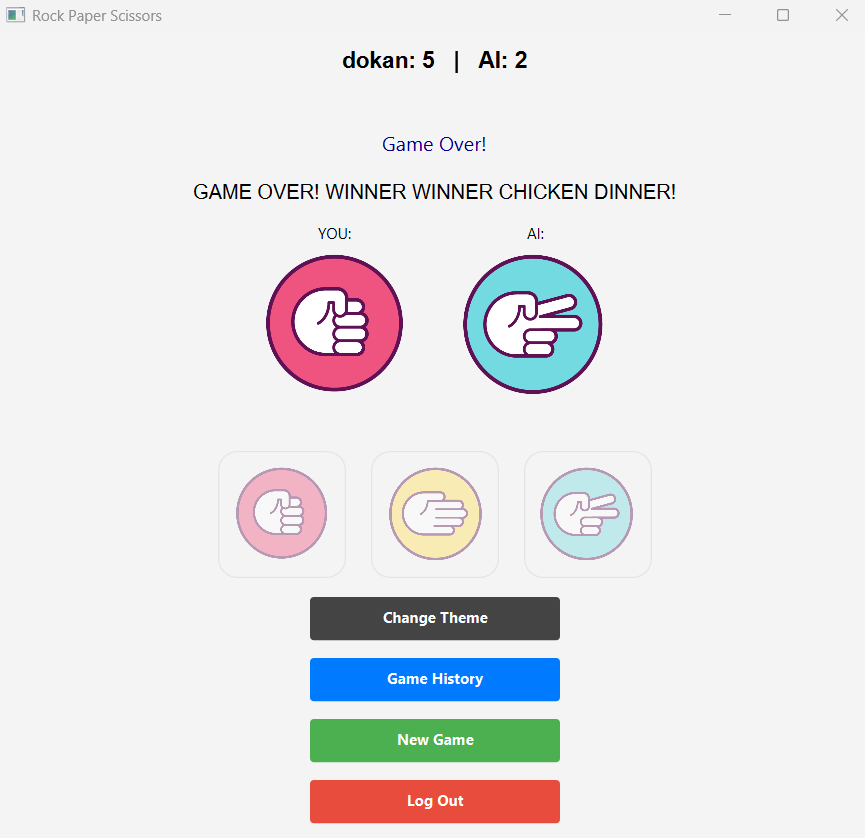 Rock Paper Scissors
dokan: 5 | AI: 2
Game Over!
GAME OVER! WINNER WINNER CHICKEN DINNER!
YOU: AI:
Change Theme
Game History
New Game
Log Out